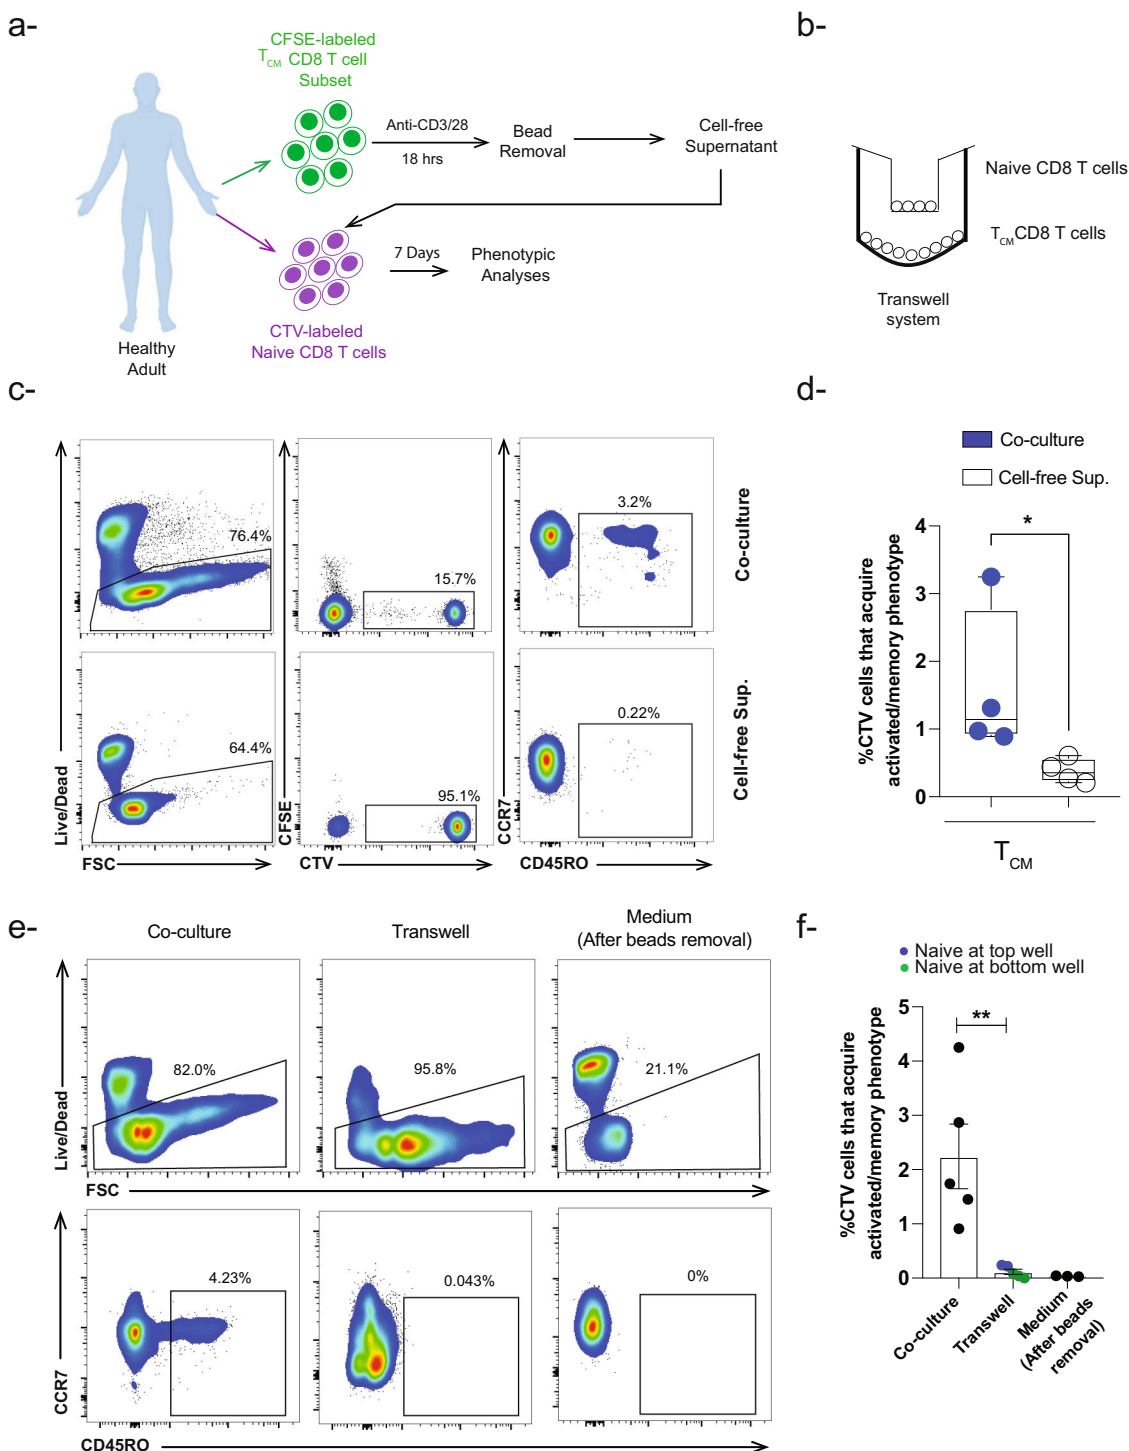 a-
CFSE-labeled
TCM CD8 T cell
Subset
Anti-CD3/28
18 hrs
Bead
Removal
Cell-free
Supernatant
7 Days
Phenotypic
Analyses
CTV-labeled
Naive CD8 T cells
Healthy
Adult
b-
Naive CD8 T cells
TCM CD8 T cells
Transwell
system
c-
76.4%
15.7%
3.2%
Co-culture
64.4%
95.1%
0.22%
Cell-free Sup.
Live/Dead
FSC
CFSE
CTV
CCR7
CD45RO
d-
Co-culture
Cell-free Sup.
%CTV cells that acquire
activated/memory phenotype
4
3
2
1
0
*
TCM
e-
Co-culture
Transwell
Medium
(After beads removal)
82.0%
95.8%
21.1%
Live/Dead
FSC
4.23%
0.043%
0%
CCR7
CD45RO
f-
Naive at top well
Naive at bottom well
%CTV cells that acquire
activated/memory phenotype
5
4
3
2
1
0
**
Co-culture
Transwell
Medium
(After beads
removal)